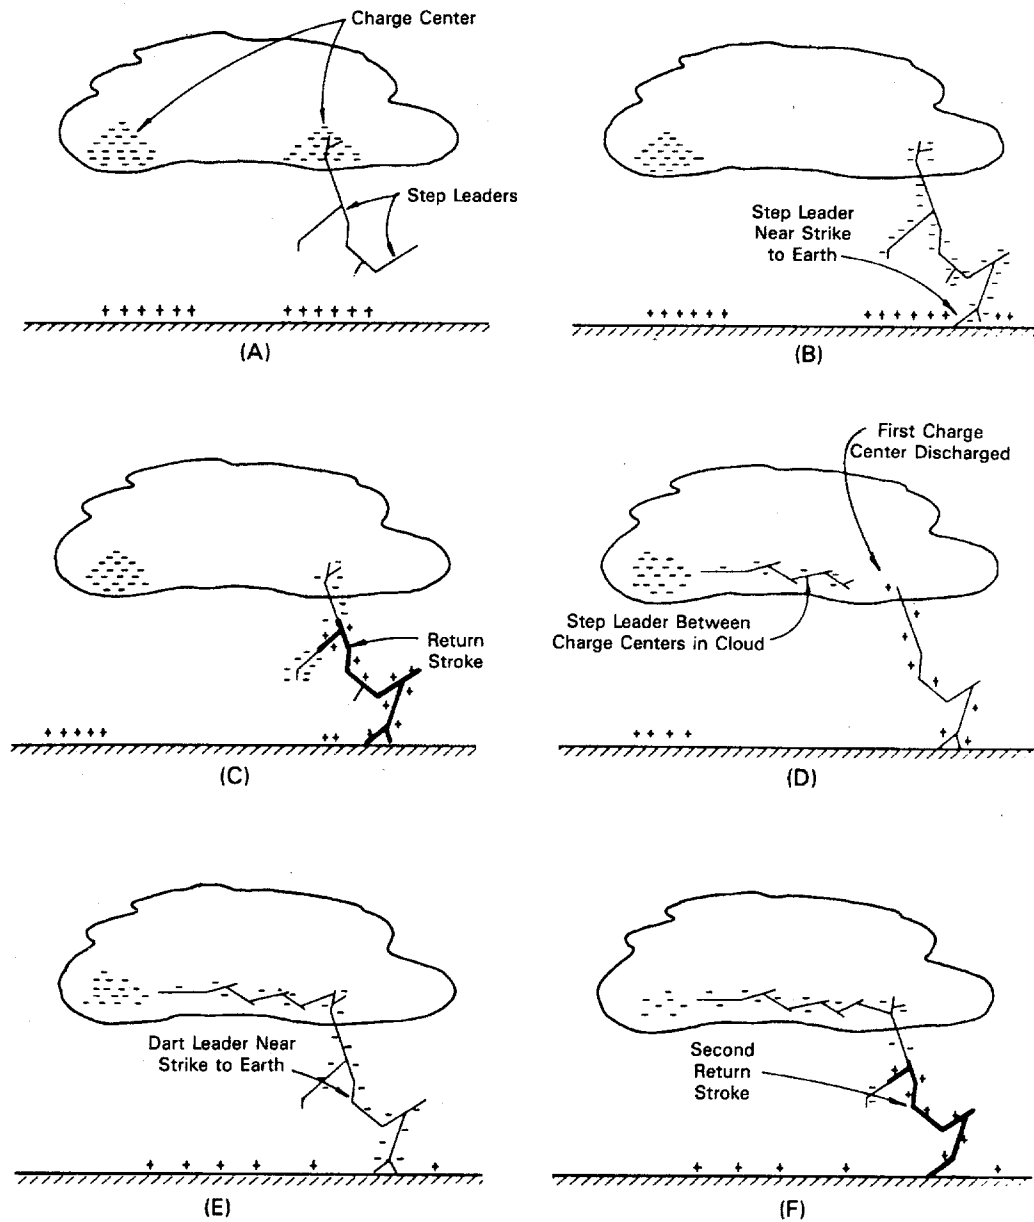 Charge Center
Step Leaders
(A)
Step Leader
Near Strike
to Earth
(B)
Return
Stroke
(C)
First Charge
Center Discharged
Step Leader Between
Charge Centers in Cloud
(D)
Dart Leader Near
Strike to Earth
(E)
Second
Return
Stroke
(F)